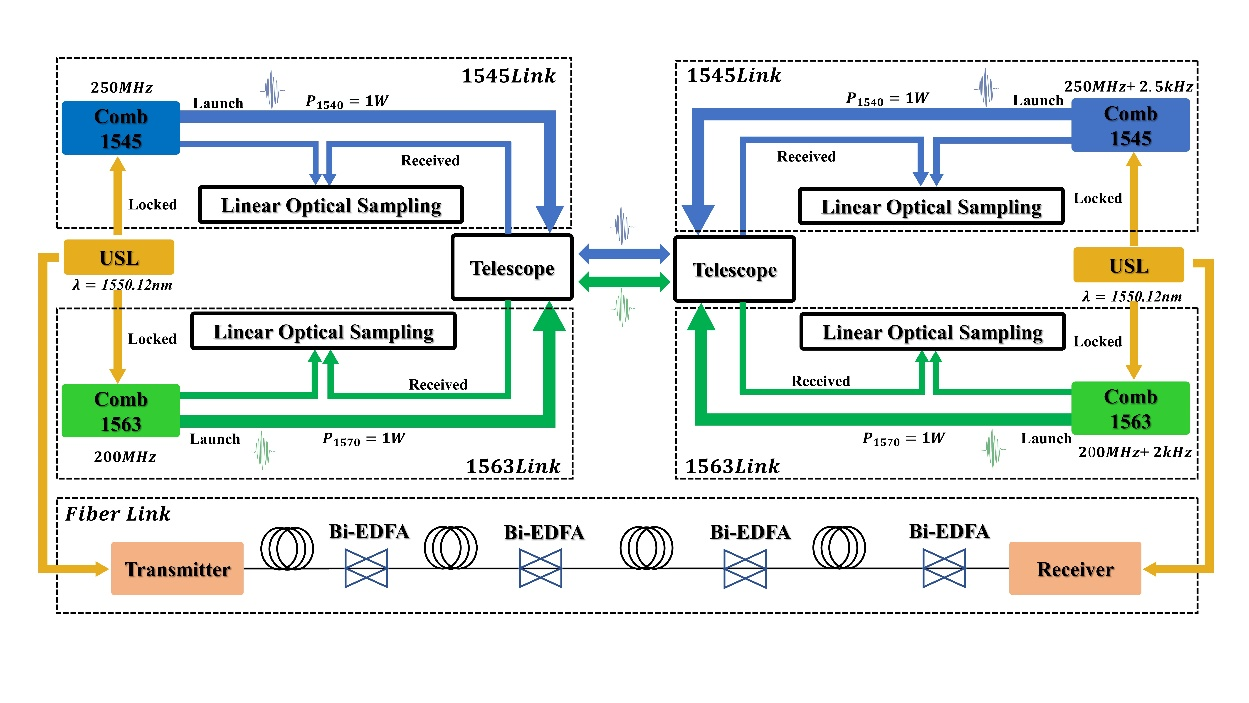 1545Link
250MHz
Launch
P1540 = 1W
Comb
1545
Received
Locked
Linear Optical Sampling
USL
λ = 1550.12nm
Telescope
Linear Optical Sampling
Locked
Received
Comb
1563
Launch
P1570 = 1W
200MHz
1563Link
1545Link
250MHz+ 2.5kHz
P1540 = 1W
Launch
Comb
1545
Received
Locked
Linear Optical Sampling
Telescope
USL
λ = 1550.12nm
Linear Optical Sampling
Locked
Received
Comb
1563
P1570 = 1W
Launch
200MHz+ 2kHz
1563Link
Fiber Link
Bi-EDFA
Bi-EDFA
Bi-EDFA
Bi-EDFA
Transmitter
Receiver